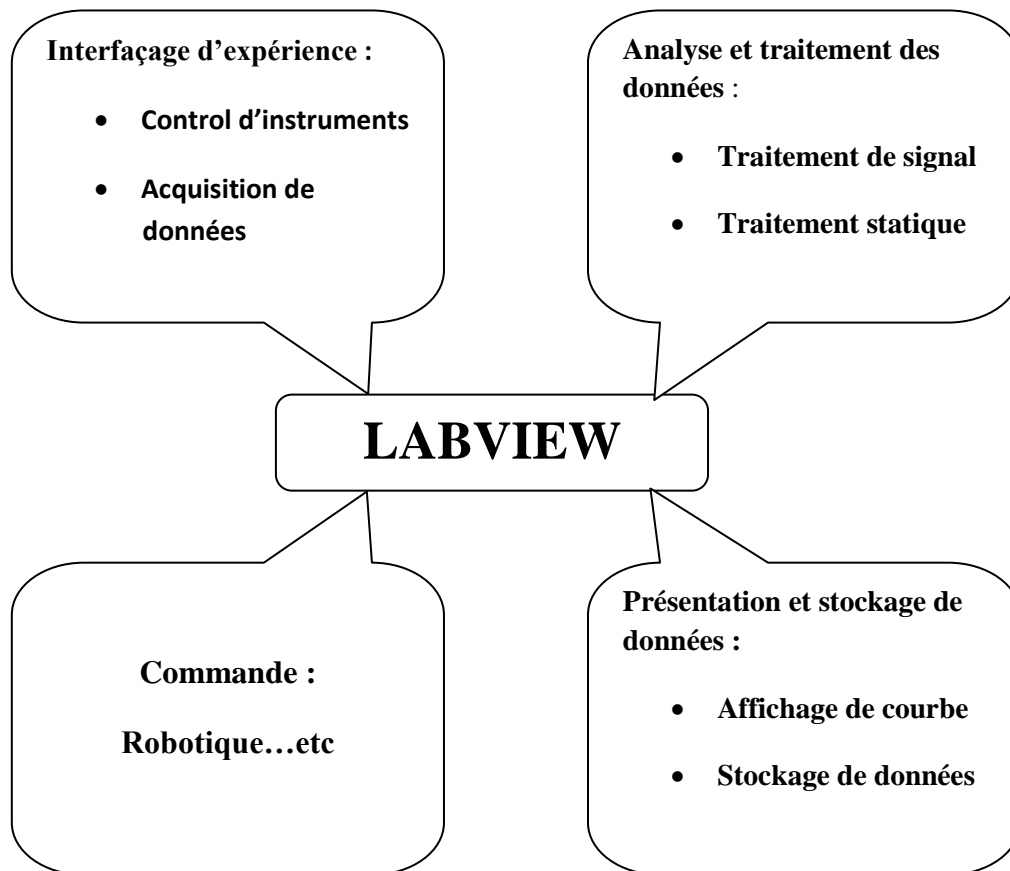 Interfaçage d’expérience :
• Control d’instruments
• Acquisition de
données
Analyse et traitement des
données :
• Traitement de signal
• Traitement statique
LABVIEW
Commande :
Robotique…etc
Présentation et stockage de
données :
• Affichage de courbe
• Stockage de données